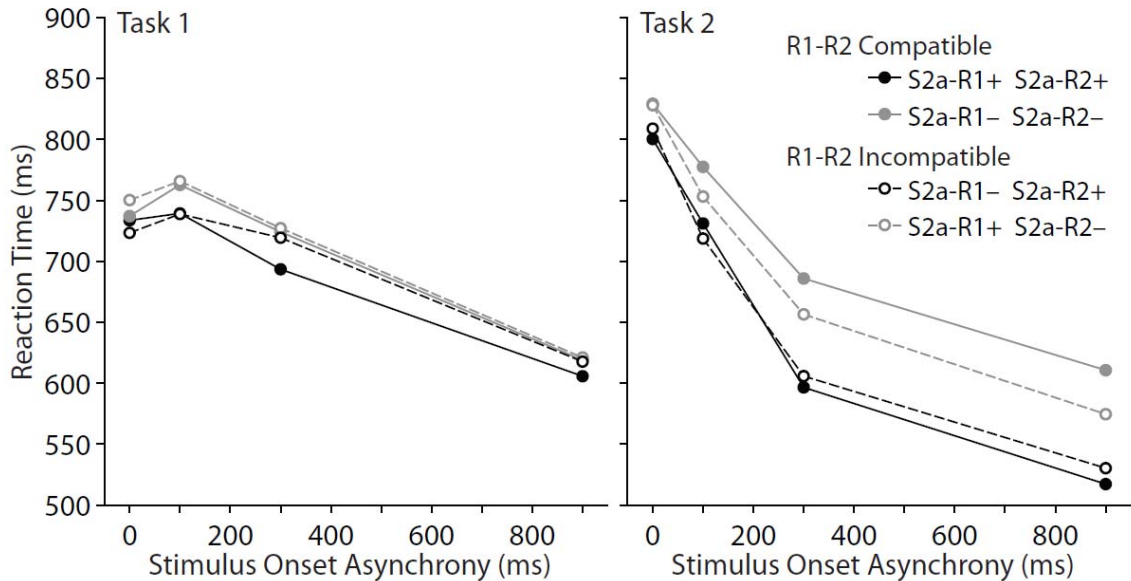 Task 1
Task 2
R1-R2 Compatible
S2a-R1+ S2a-R2+
S2a-R1– S2a-R2–
R1-R2 Incompatible
S2a-R1– S2a-R2+
S2a-R1+ S2a-R2–
Reaction Time (ms)
900
850
800
750
700
650
600
550
500
0 200 400 600 800
0 200 400 600 800
Stimulus Onset Asynchrony (ms)
Stimulus Onset Asynchrony (ms)